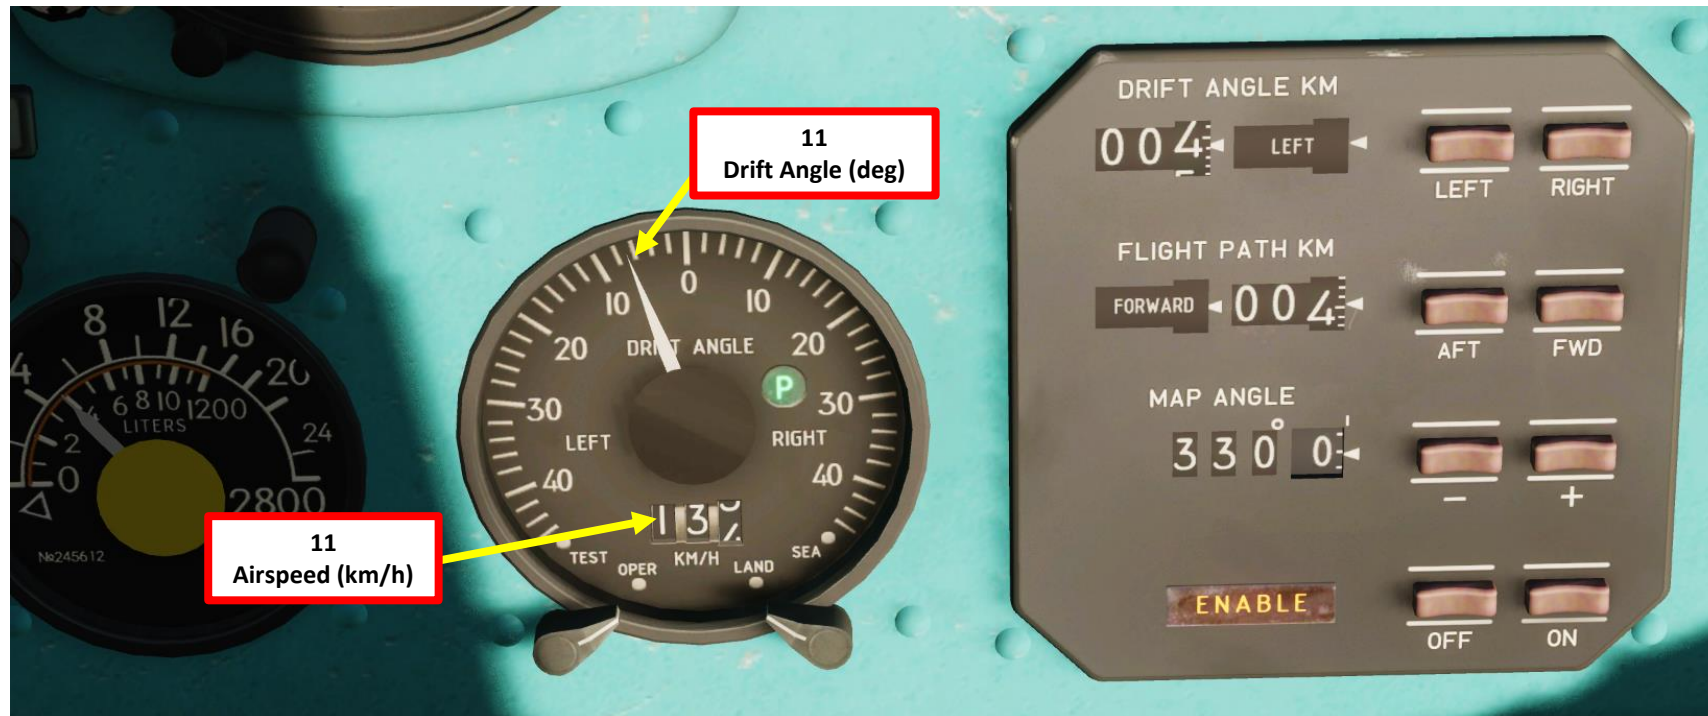 11
Drift Angle (deg)
11
Airspeed (km/h)
4 8 12 16 20 24
0 2 4 6 8 10 1200
LITERS
2800
№245612
0
10 10
20 20
30 30
40 40
DRIFT ANGLE
P
LEFT RIGHT
13
KM/H
TEST OPER LAND SEA
DRIFT ANGLE KM
004 LEFT
LEFT RIGHT
FLIGHT PATH KM
FORWARD 004
AFT FWD
MAP ANGLE
330° 0'
- +
ENABLE
OFF ON